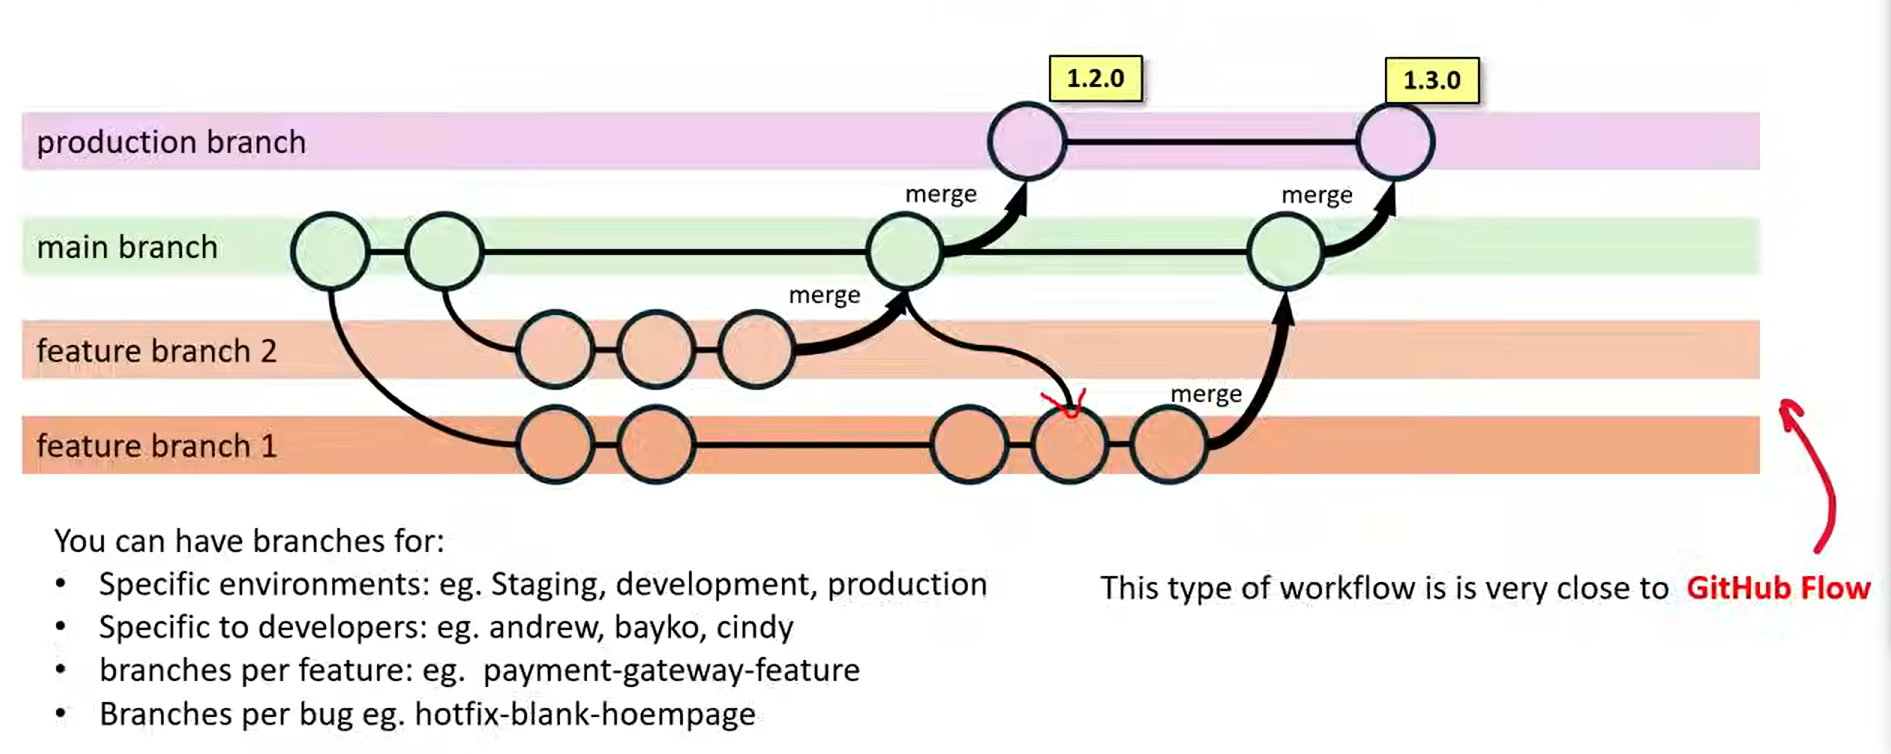 1.2.0
1.3.0
production branch
merge
merge
main branch
merge
feature branch 2
merge
feature branch 1
You can have branches for:
• Specific environments: eg. Staging, development, production
• Specific to developers: eg. andrew, bayko, cindy
• branches per feature: eg. payment-gateway-feature
• Branches per bug eg. hotfix-blank-hoempage
This type of workflow is is very close to GitHub Flow